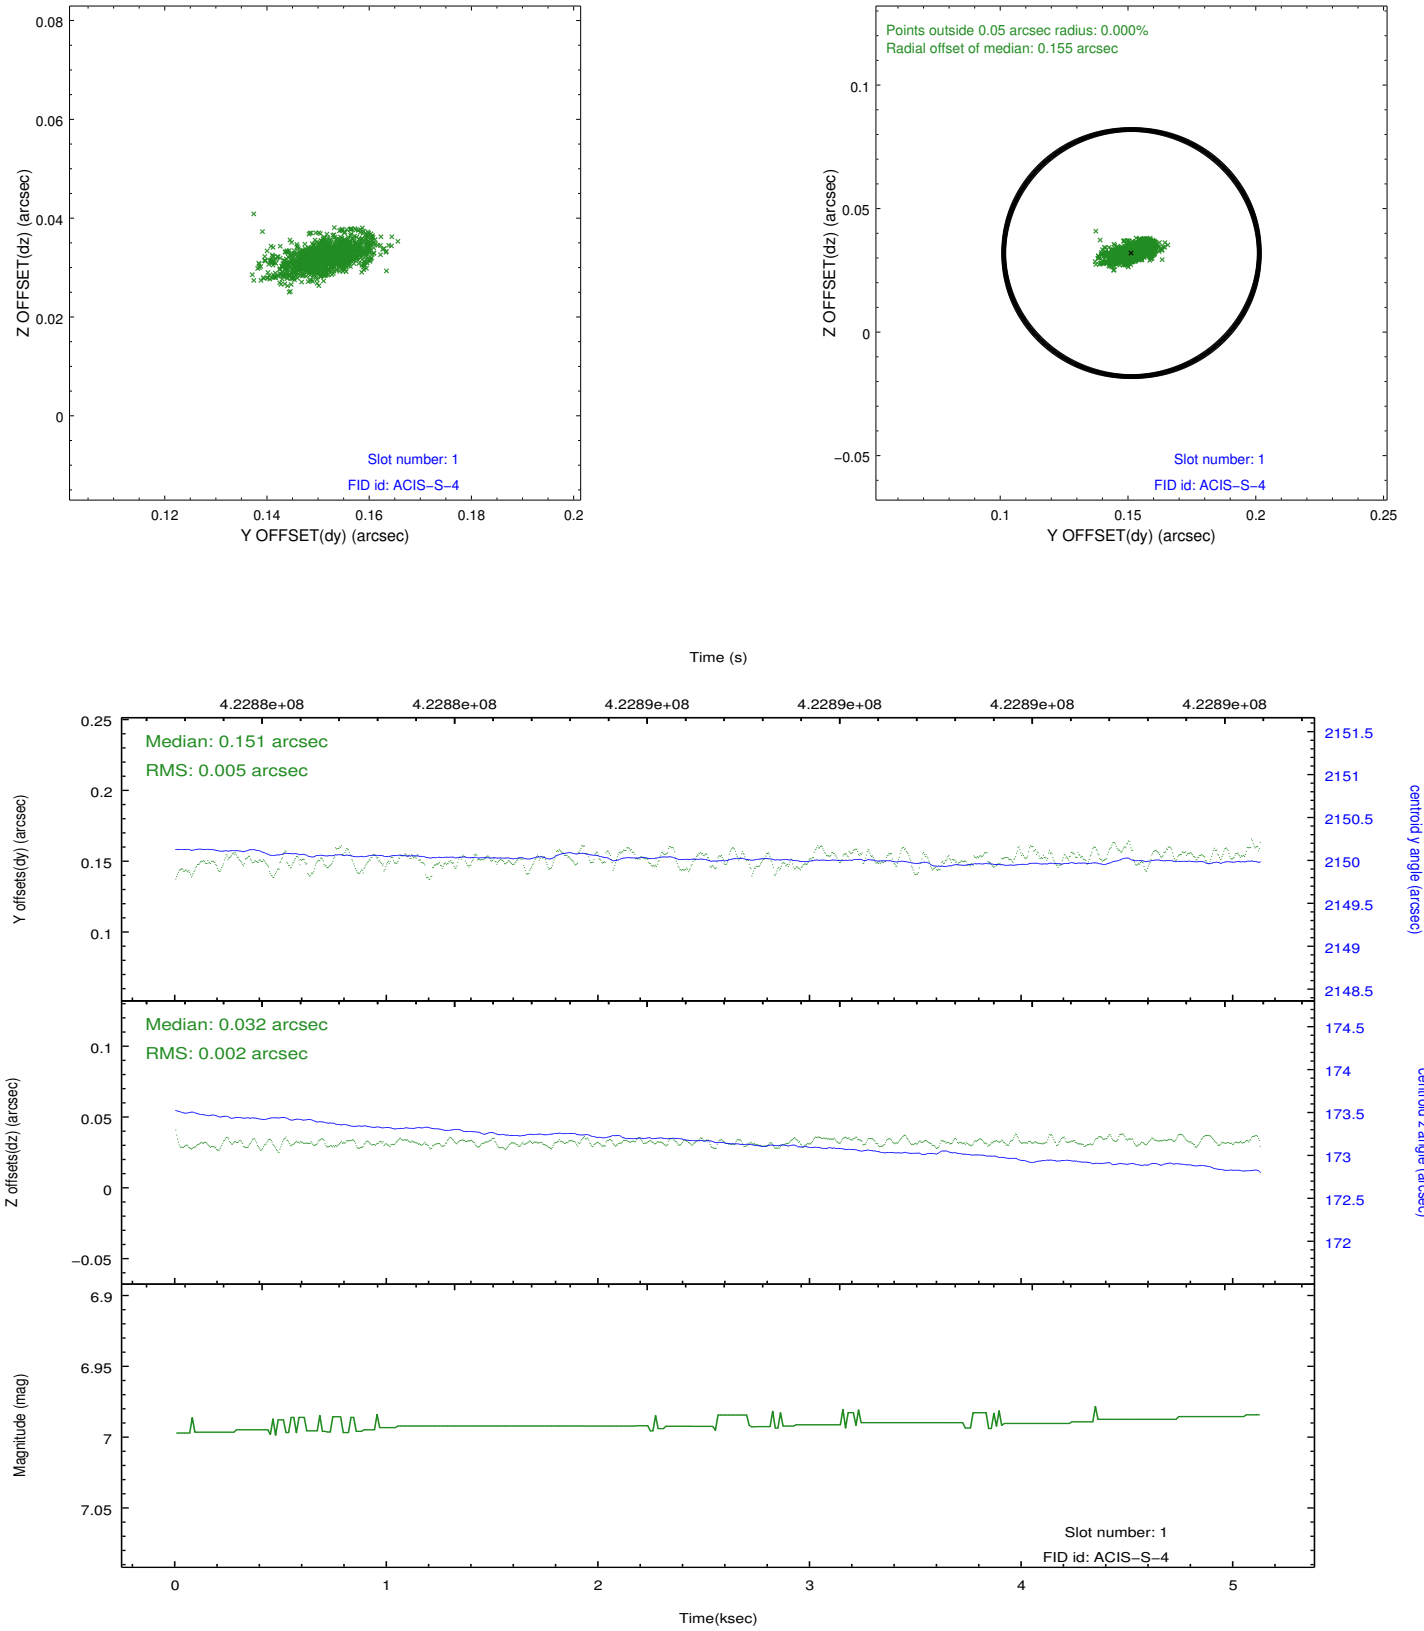 Points outside 0.05 arcsec radius: 0.000%
Radial offset of median: 0.155 arcsec
0.08
0.06
0.04
0.02
0
Z OFFSET(dz) (arcsec)
Slot number: 1
FID id: ACIS-S-4
0.12 0.14 0.16 0.18 0.2
Y OFFSET(dy) (arcsec)
0.1
0.05
0
−0.05
Z OFFSET(dz) (arcsec)
Slot number: 1
FID id: ACIS-S-4
0.1 0.15 0.2 0.25
Y OFFSET(dy) (arcsec)
Time (s)
4.2288e+08 4.2288e+08 4.2289e+08 4.2289e+08 4.2289e+08 4.2289e+08
Median: 0.151 arcsec
RMS: 0.005 arcsec
0.25
0.2
0.15
0.1
Y offsets(dy) (arcsec)
2151.5
2151
2150.5
2150
2149.5
2149
2148.5
centroid y angle (arcsec)
Median: 0.032 arcsec
RMS: 0.002 arcsec
0.1
0.05
0
−0.05
Z offsets(dz) (arcsec)
174.5
174
173.5
173
172.5
172
centroid z angle (arcsec)
6.9
6.95
7
7.05
Magnitude (mag)
Slot number: 1
FID id: ACIS-S-4
0 1 2 3 4 5
Time(ksec)